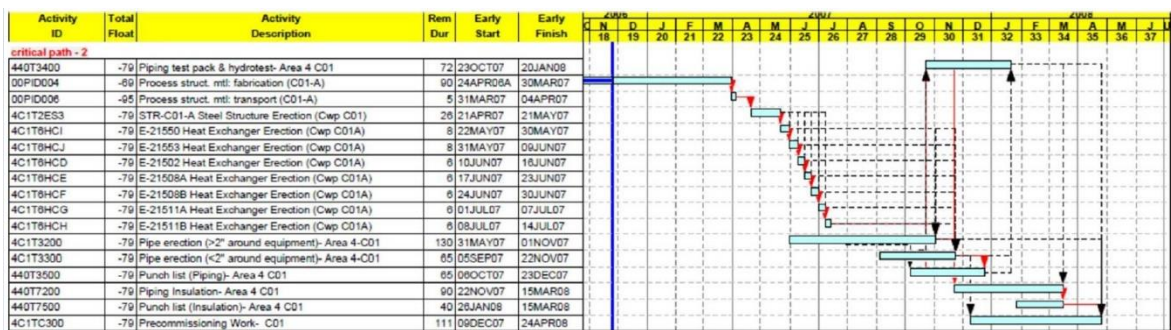 Activity ID Total Float Activity Description Rem Dur Early Start Early Finish
2006 2007 2008
O N D J F M A M J J A S O N D J F M A M J
18 19 20 21 22 23 24 25 26 27 28 29 30 31 32 33 34 35 36 37
critical path - 2
440T3400 -79 Piping test pack & hydrotest- Area 4 C01 72 23OCT07 20JAN08
00PID004 -69 Process struct. mtl: fabrication (C01-A) 90 24APR06A 30MAR07
00PID006 -95 Process struct. mtl: transport (C01-A) 5 31MAR07 04APR07
4C1T2ES3 -79 STR-C01-A Steel Structure Erection (Cwp C01) 26 21APR07 21MAY07
4C1T6HCI -79 E-21550 Heat Exchanger Erection (Cwp C01A) 8 22MAY07 30MAY07
4C1T6HCJ -79 E-21553 Heat Exchanger Erection (Cwp C01A) 8 31MAY07 09JUN07
4C1T6HCD -79 E-21502 Heat Exchanger Erection (Cwp C01A) 6 10JUN07 16JUN07
4C1T6HCE -79 E-21508A Heat Exchanger Erection (Cwp C01A) 6 17JUN07 23JUN07
4C1T6HCF -79 E-21508B Heat Exchanger Erection (Cwp C01A) 6 24JUN07 30JUN07
4C1T6HCG -79 E-21511A Heat Exchanger Erection (Cwp C01A) 6 01JUL07 07JUL07
4C1T6HCH -79 E-21511B Heat Exchanger Erection (Cwp C01A) 6 08JUL07 14JUL07
4C1T3200 -79 Pipe erection (>2" around equipment)- Area 4-C01 130 31MAY07 01NOV07
4C1T3300 -79 Pipe erection (<2" around equipment)- Area 4-C01 65 05SEP07 22NOV07
440T3500 -79 Punch list (Piping)- Area 4 C01 65 06OCT07 23DEC07
440T7200 -79 Piping Insulation- Area 4 C01 90 22NOV07 15MAR08
440T7500 -79 Punch list (Insulation)- Area 4 C01 40 26JAN08 15MAR08
4C1TC300 -79 Precommissioning Work- C01 111 09DEC07 24APR08